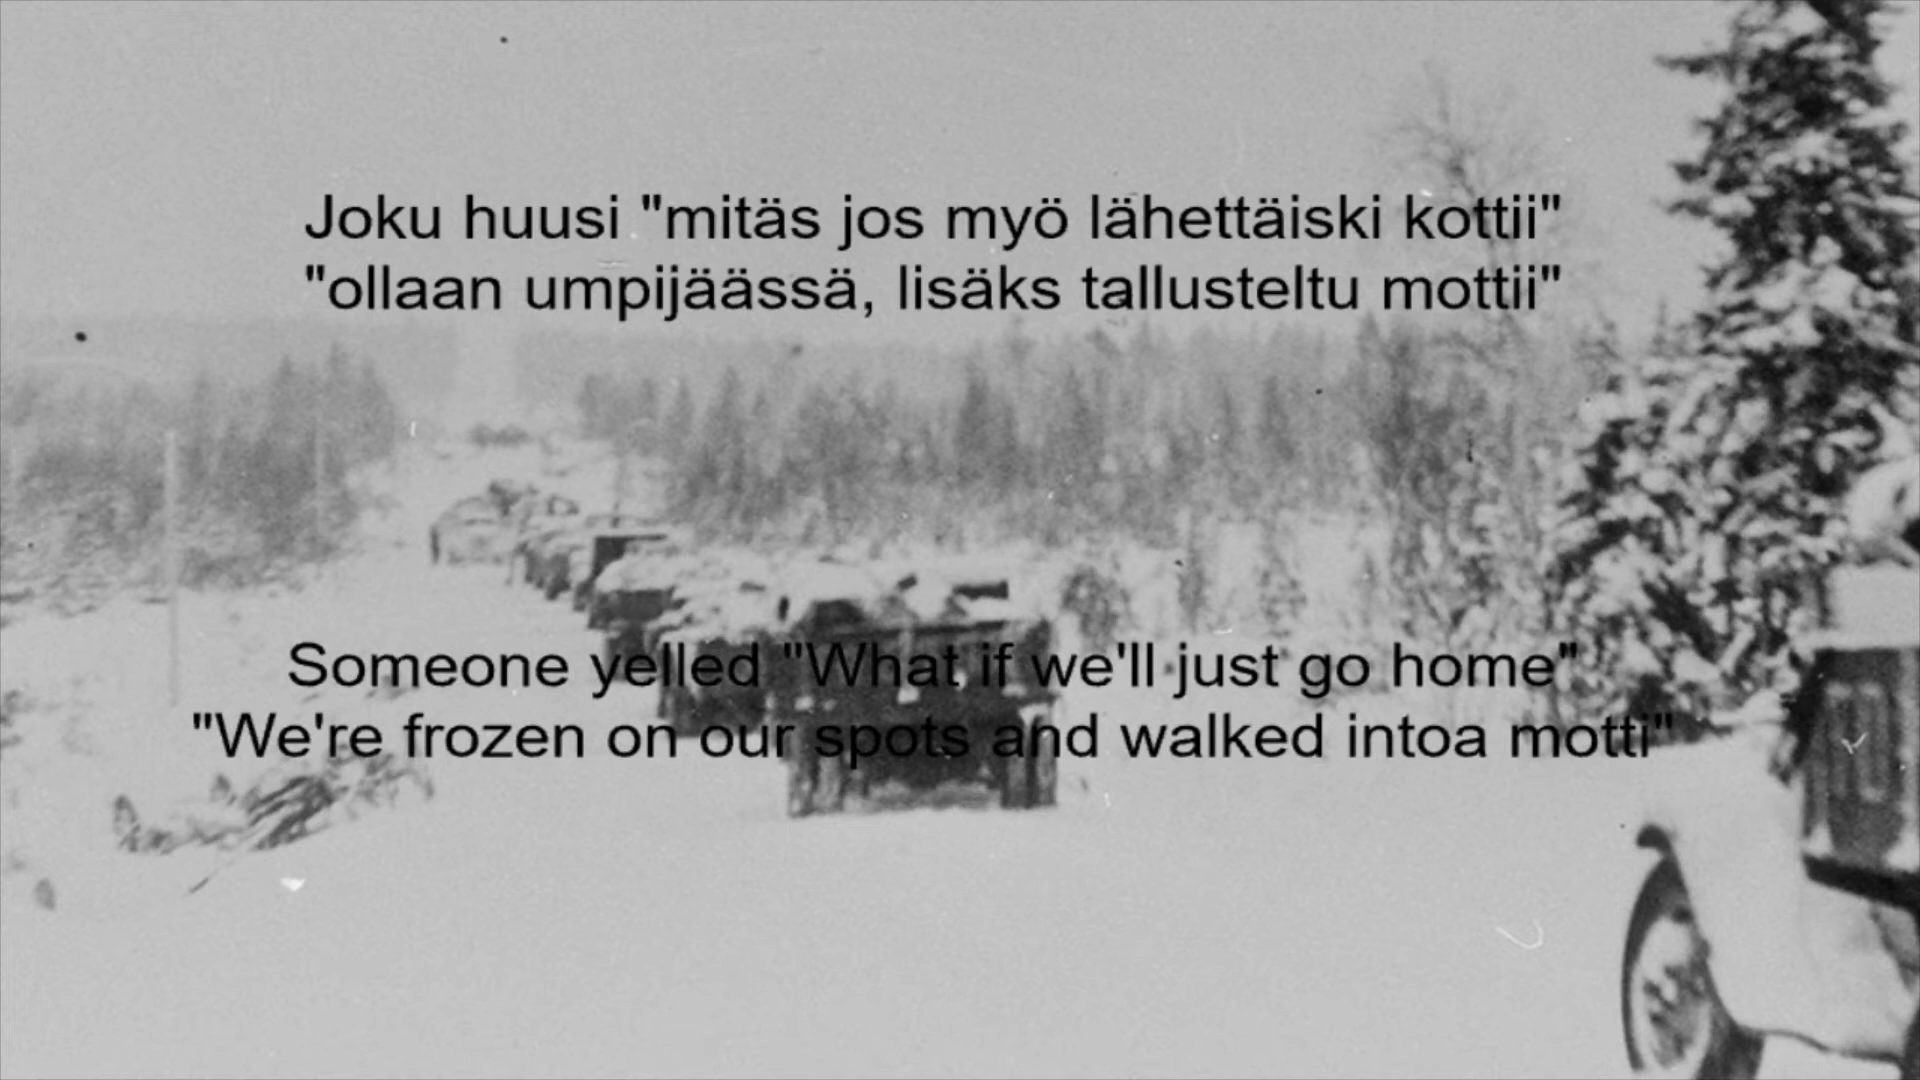 Joku huusi "mitäs jos myö lähettäiski kottii"
"ollaan umpijäässä, lisäks tallusteltu mottii"
Someone yelled "What if we'll just go home"
"We're frozen on our spots and walked intoa motti"